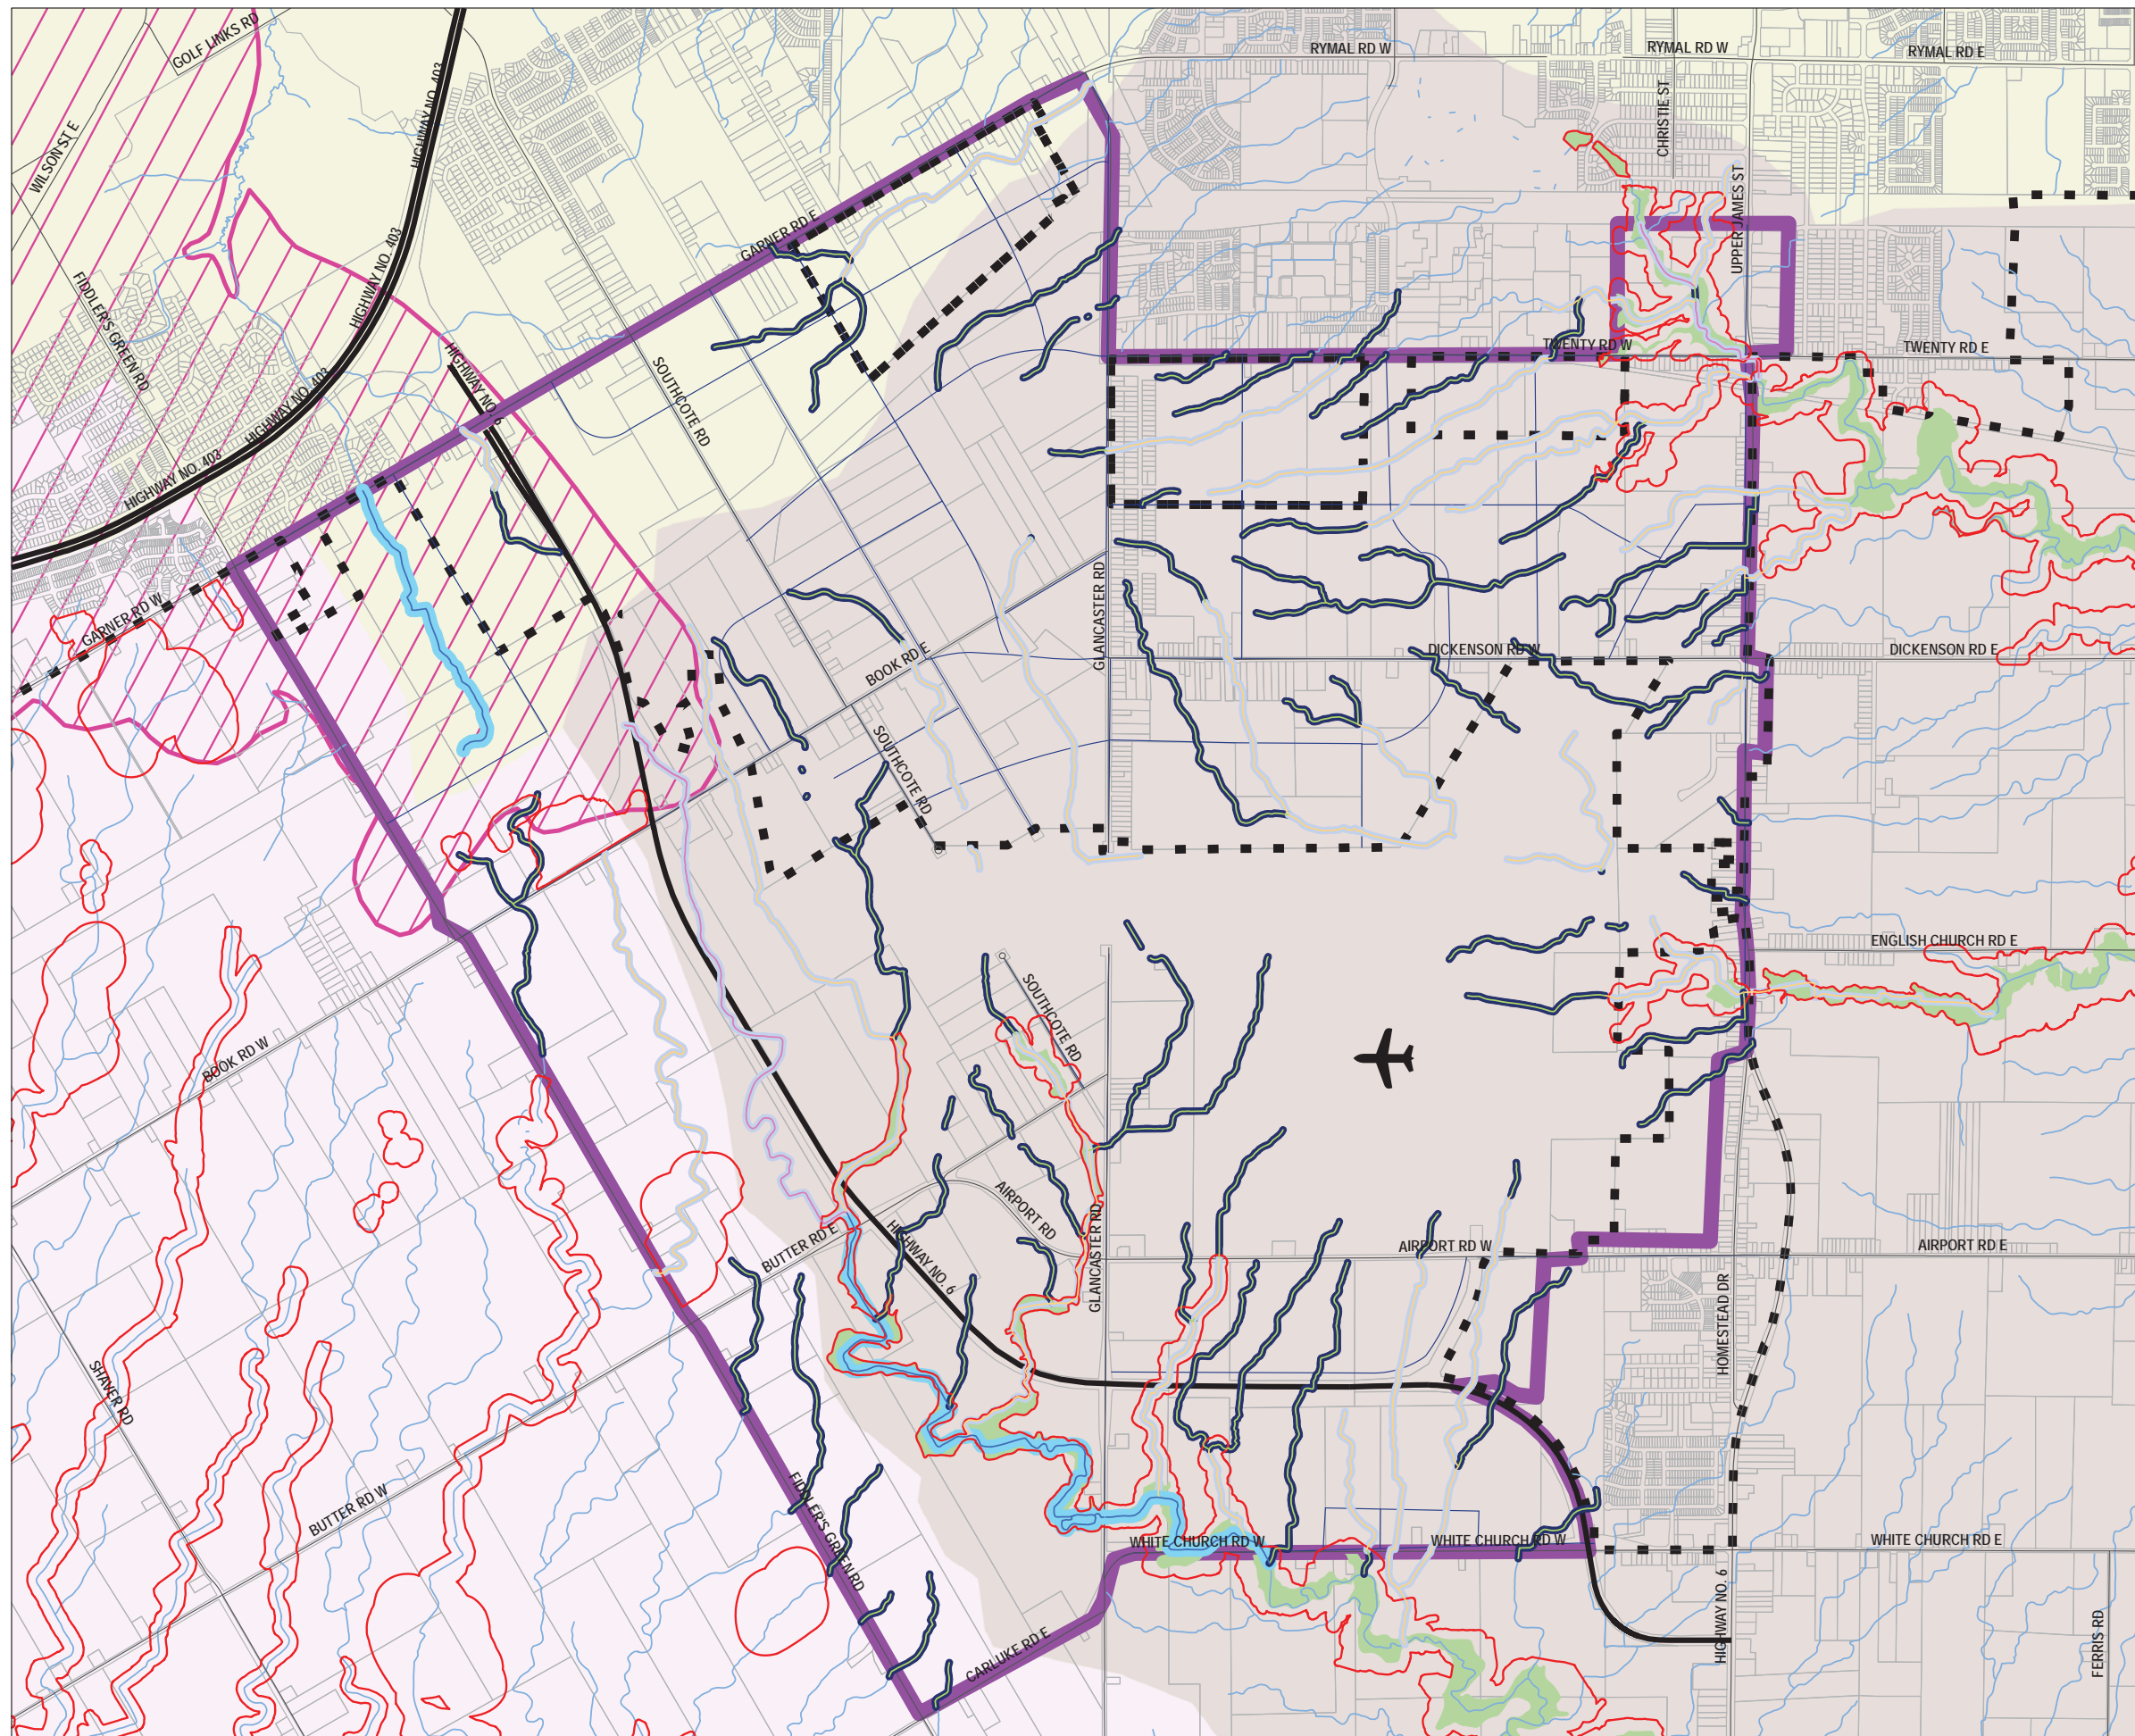 GOLF LINKS RD
RYMAL RD W
RYMAL RD W
RYMAL RD E
HIGHWAY NO. 403
CHRISTIE ST
WILSON ST E
UPPER JAMES ST
GARNER RD E
HIGHWAY NO. 403
FIDDLER'S GREEN RD
HIGHWAY NO. 6
TWENTY RD W
TWENTY RD E
SOUTHCOTE RD
HIGHWAY NO. 403
HIGHWAY NO. 403
GARNER RD W
GLANCASTER RD
BOOK RD E
DICKENSON RD W
DICKENSON RD E
SOUTHCOTE RD
ENGLISH CHURCH RD E
SOUTHCOTE RD
BOOK RD W
AIRPORT RD
BUTTER RD E
HIGHWAY NO. 6
GLANCASTER RD
AIRPORT RD W
AIRPORT RD E
HOMESTEAD DR
SHAVER RD
BUTTER RD W
FIDDLER'S GREEN RD
WHITE CHURCH RD W
WHITE CHURCH RD W
WHITE CHURCH RD E
HIGHWAY NO. 6
CARLUKE RD E
FERRIS RD